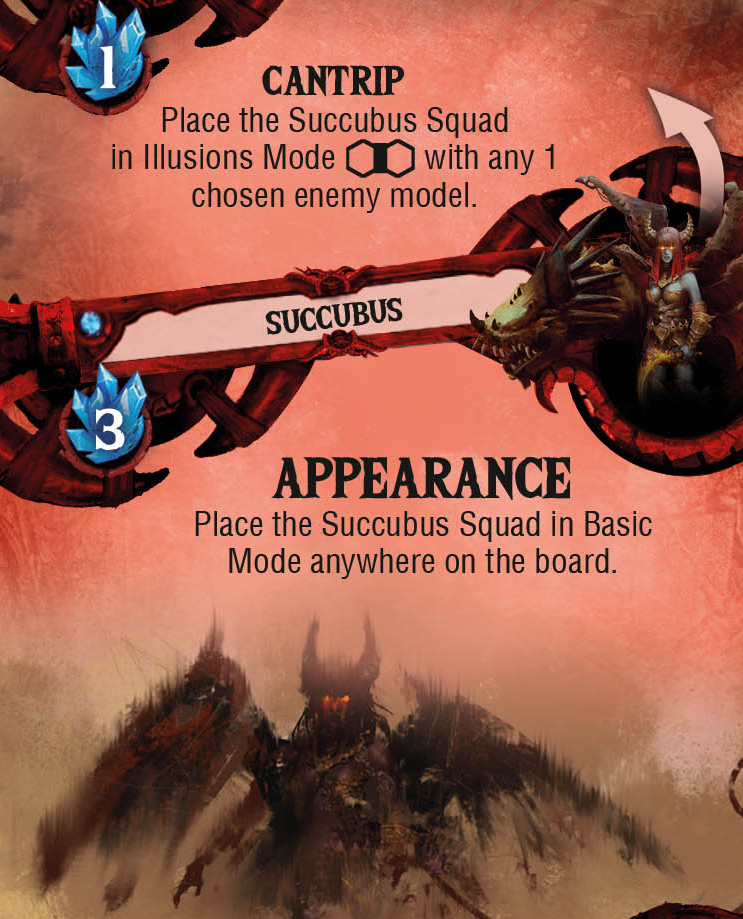 1
CANTRIP
Place the Succubus Squad
in Illusions Mode with any 1
chosen enemy model.
SUCCUBUS
3
APPEARANCE
Place the Succubus Squad in Basic
Mode anywhere on the board.